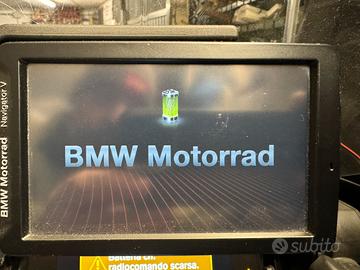 BMW Motorrad
BMW Motorrad
Navigator V
Batteria ch.
radiocomando scarsa.
subito